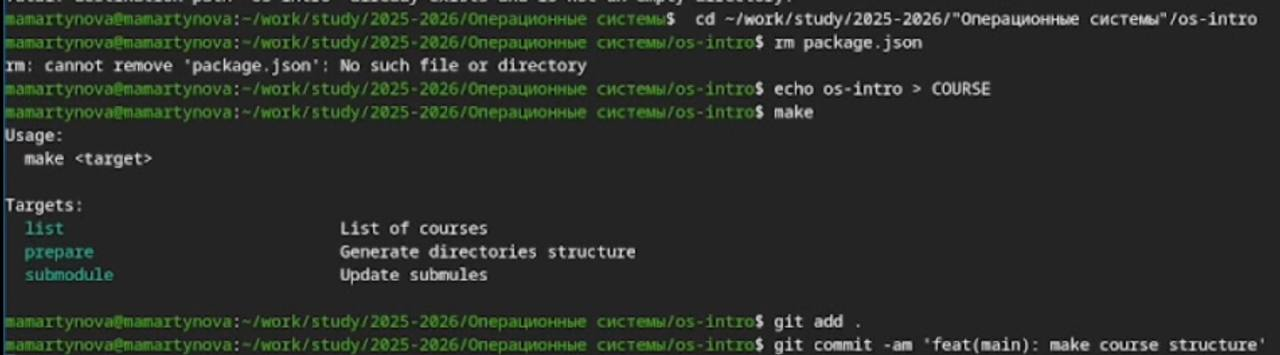 mamartynova@mamartynova:~/work/study/2025-2026/Операционные системы$  cd ~/work/study/2025-2026/"Операционные системы"/os-intro
mamartynova@mamartynova:~/work/study/2025-2026/Операционные системы/os-intro$ rm package.json
rm: cannot remove 'package.json': No such file or directory
mamartynova@mamartynova:~/work/study/2025-2026/Операционные системы/os-intro$ echo os-intro > COURSE
mamartynova@mamartynova:~/work/study/2025-2026/Операционные системы/os-intro$ make
Usage:
  make <target>

Targets:
  list                            List of courses
  prepare                         Generate directories structure
  submodule                       Update submules

mamartynova@mamartynova:~/work/study/2025-2026/Операционные системы/os-intro$ git add .
mamartynova@mamartynova:~/work/study/2025-2026/Операционные системы/os-intro$ git commit -am 'feat(main): make course structure'